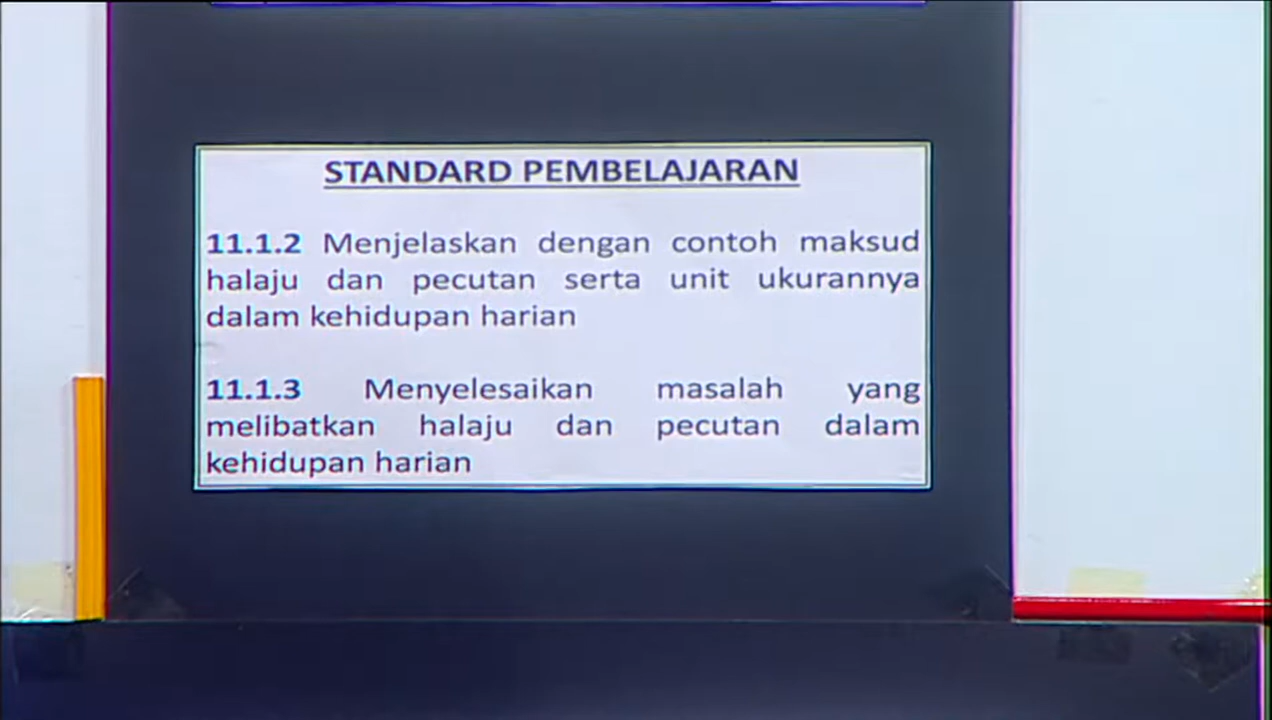 STANDARD PEMBELAJARAN
11.1.2 Menjelaskan dengan contoh maksud
halaju dan pecutan serta unit ukurannya
dalam kehidupan harian
11.1.3 Menyelesaikan masalah yang
melibatkan halaju dan pecutan dalam
kehidupan harian